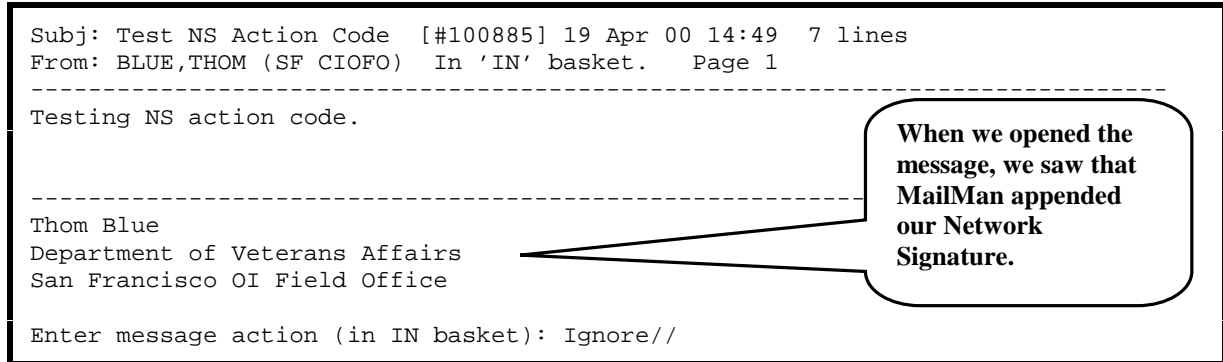 Subj: Test NS Action Code  [#100885] 19 Apr 00 14:49  7 lines
From: BLUE,THOM (SF CIOFO)  In 'IN' basket.   Page 1
-------------------------------------------------------------------------------
Testing NS action code.
-----------------------------------------------------------
Thom Blue
Department of Veterans Affairs
San Francisco OI Field Office
When we opened the
message, we saw that
MailMan appended
our Network
Signature.
Enter message action (in IN basket): Ignore//